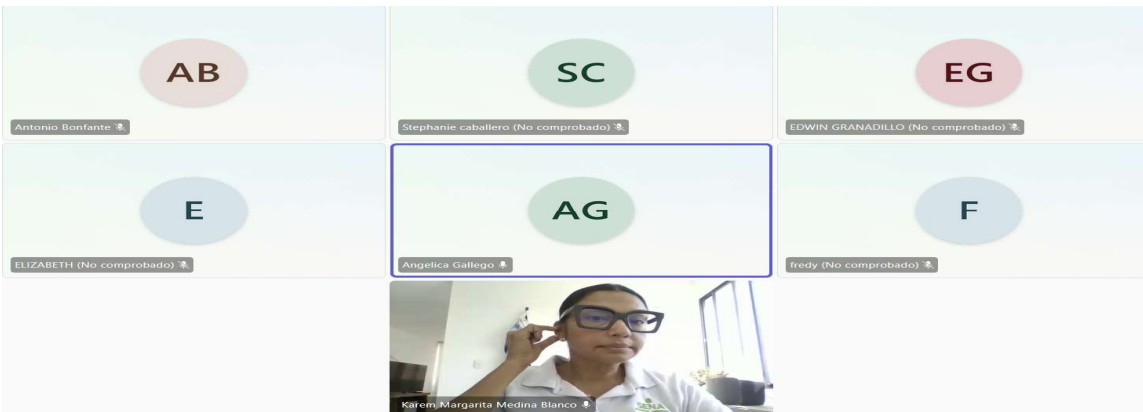 AB
Antonio Bonfante
SC
Stephanie caballero (No comprobado)
EG
EDWIN GRANADILLO (No comprobado)
E
ELIZABETH (No comprobado)
AG
Angelica Gallego
F
fredy (No comprobado)
Karem Margarita Medina Blanco
SENA